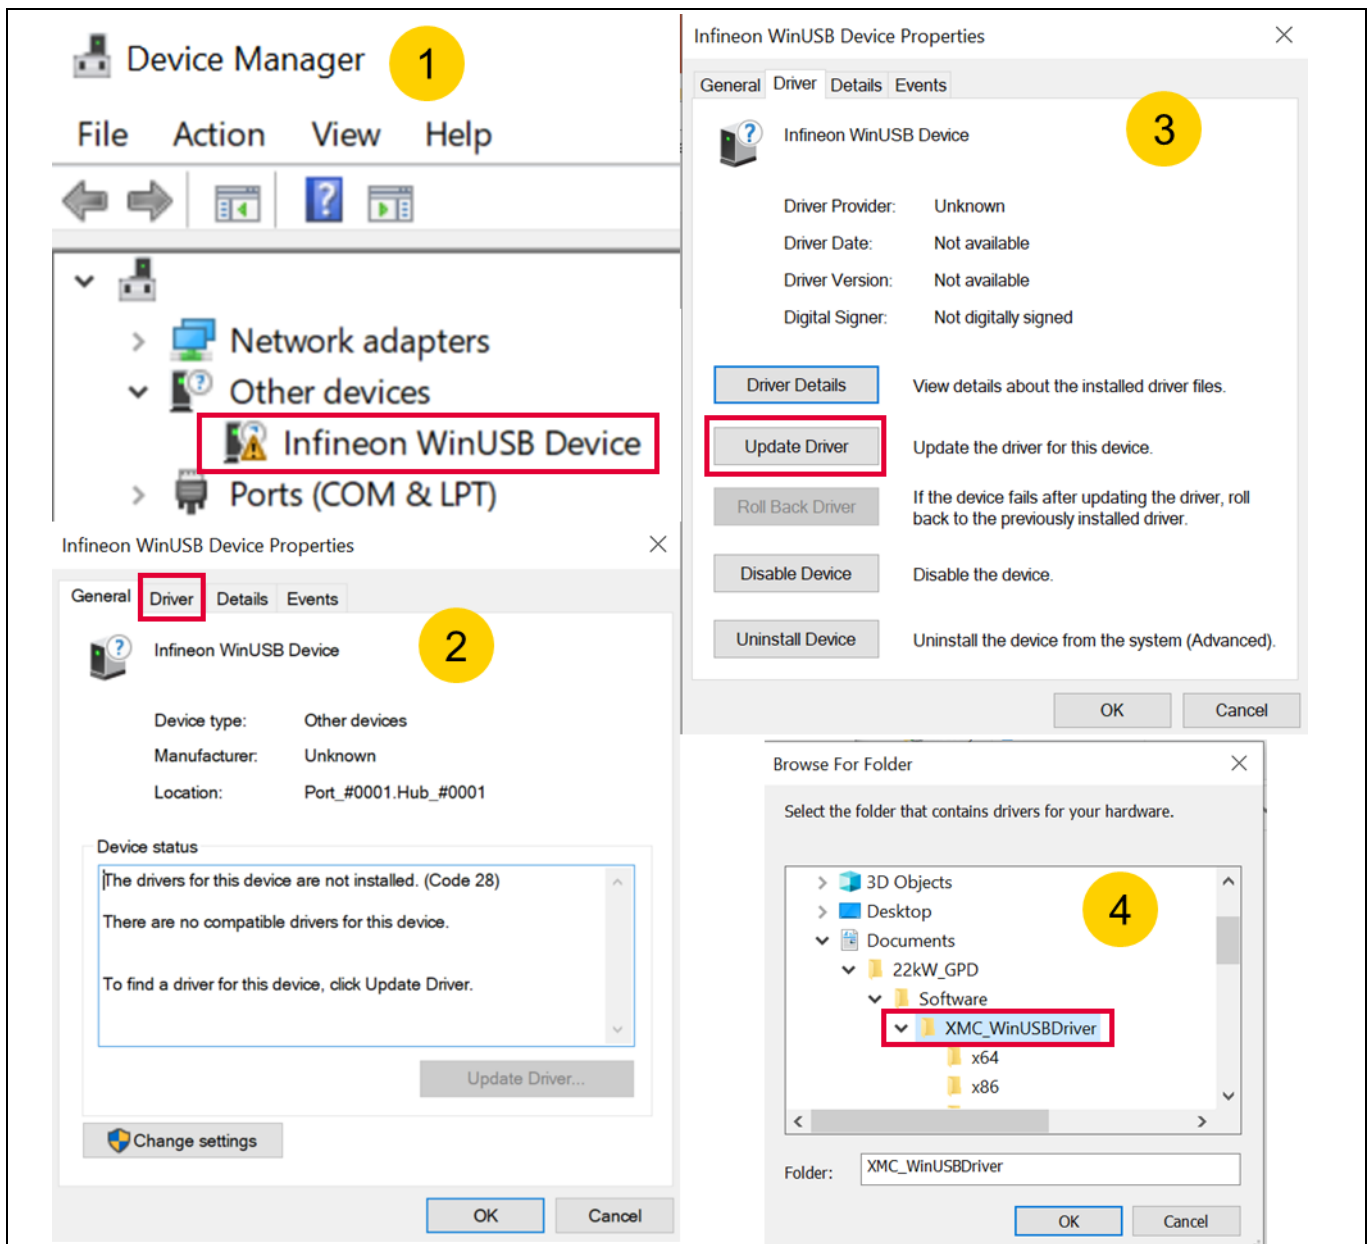 Device Manager
1
File Action View Help
Network adapters
Other devices
Infineon WinUSB Device
Ports (COM & LPT)
Infineon WinUSB Device Properties
General Driver Details Events
2
Infineon WinUSB Device
Device type: Other devices
Manufacturer: Unknown
Location: Port_#0001.Hub_#0001
Device status
The drivers for this device are not installed. (Code 28)
There are no compatible drivers for this device.
To find a driver for this device, click Update Driver.
Update Driver...
Change settings
OK Cancel
Infineon WinUSB Device Properties
General Driver Details Events
3
Infineon WinUSB Device
Driver Provider: Unknown
Driver Date: Not available
Driver Version: Not available
Digital Signer: Not digitally signed
Driver Details View details about the installed driver files.
Update Driver Update the driver for this device.
Roll Back Driver If the device fails after updating the driver, roll
back to the previously installed driver.
Disable Device Disable the device.
Uninstall Device Uninstall the device from the system (Advanced).
OK Cancel
Browse For Folder
Select the folder that contains drivers for your hardware.
4
3D Objects
Desktop
Documents
22kW_GPD
Software
XMC_WinUSBDriver
x64
x86
Folder: XMC_WinUSBDriver
OK Cancel